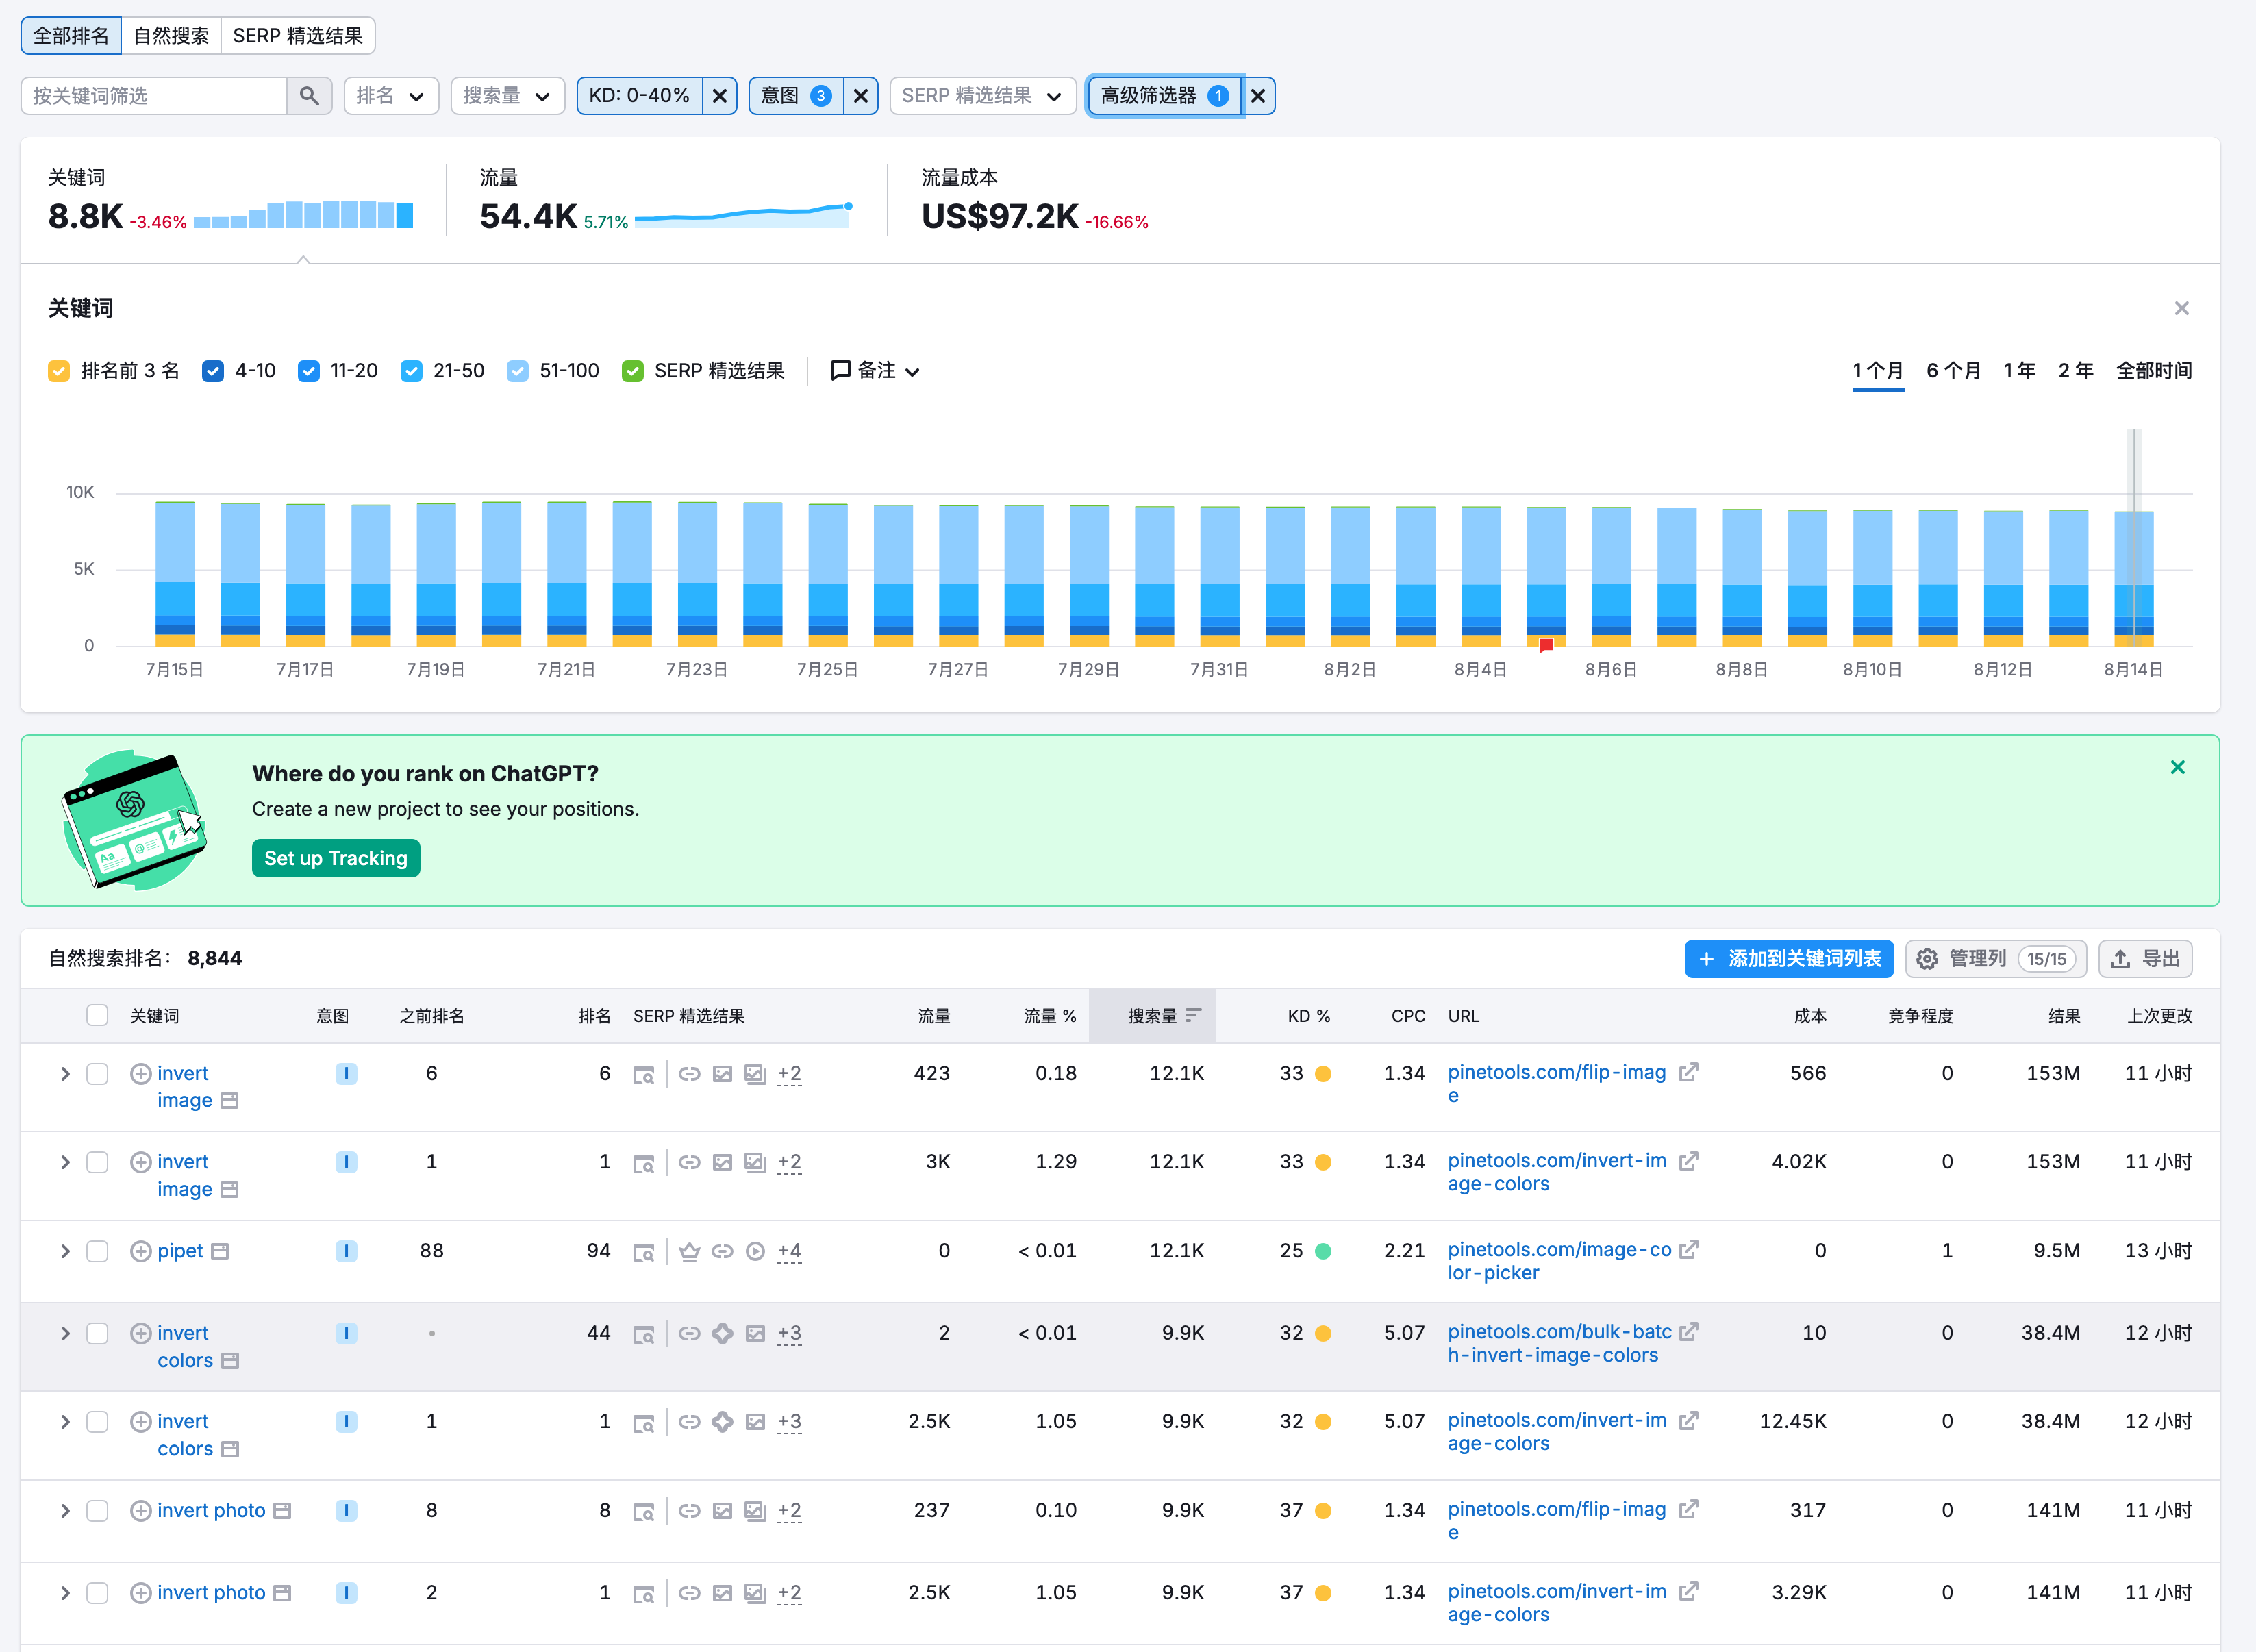 全部排名 自然搜索 SERP 精选结果
按关键词筛选 排名 搜索量 KD: 0-40% 意图 3 SERP 精选结果 高级筛选器 1
关键词 流量 流量成本
8.8K -3.46% 54.4K 5.71% US$97.2K -16.66%
关键词
排名前 3 名 4-10 11-20 21-50 51-100 SERP 精选结果 备注 1 个月 6 个月 1 年 2 年 全部时间
10K
5K
0
7月15日 7月17日 7月19日 7月21日 7月23日 7月25日 7月27日 7月29日 7月31日 8月2日 8月4日 8月6日 8月8日 8月10日 8月12日 8月14日
Where do you rank on ChatGPT?
Create a new project to see your positions.
Set up Tracking
Aa @
自然搜索排名： 8,844 + 添加到关键词列表 管理列 15/15 导出
关键词 意图 之前排名 排名 SERP 精选结果 流量 流量 % 搜索量 KD % CPC URL 成本 竞争程度 结果 上次更改
invert I 6 6 +2 423 0.18 12.1K 33 1.34 pinetools.com/flip-imag 566 0 153M 11 小时
image e
invert I 1 1 +2 3K 1.29 12.1K 33 1.34 pinetools.com/invert-im 4.02K 0 153M 11 小时
image age-colors
pipet I 88 94 +4 0 < 0.01 12.1K 25 2.21 pinetools.com/image-co 0 1 9.5M 13 小时
lor-picker
invert I 44 +3 2 < 0.01 9.9K 32 5.07 pinetools.com/bulk-batc 10 0 38.4M 12 小时
colors h-invert-image-colors
invert I 1 1 +3 2.5K 1.05 9.9K 32 5.07 pinetools.com/invert-im 12.45K 0 38.4M 12 小时
colors age-colors
invert photo I 8 8 +2 237 0.10 9.9K 37 1.34 pinetools.com/flip-imag 317 0 141M 11 小时
e
invert photo I 2 1 +2 2.5K 1.05 9.9K 37 1.34 pinetools.com/invert-im 3.29K 0 141M 11 小时
age-colors